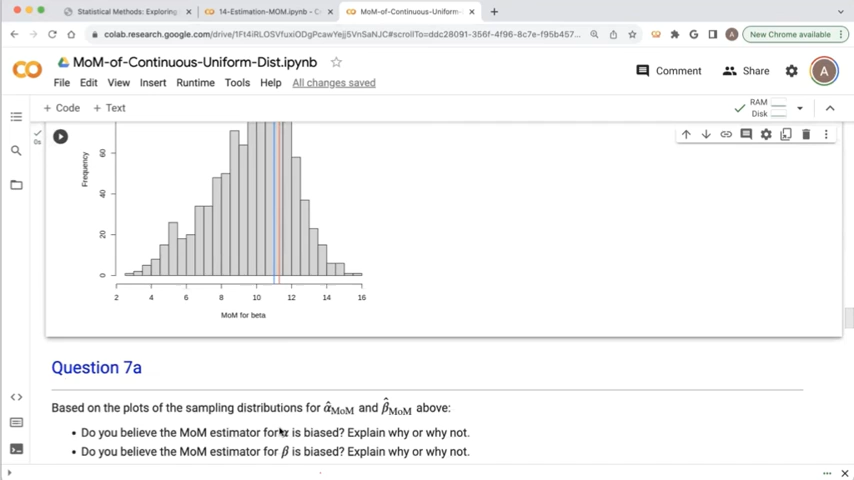 Statistical Methods: Exploring
14-Estimation-MOM.ipynb - C
MoM-of-Continuous-Uniform-Dist.
colab.research.google.com/drive/1Ft4iRLOSVfuxiODgPcawYejj5VnSaNJC#scrollTo=ddc28091-356f-4f96-8c7e-f95b457...
New Chrome available
MoM-of-Continuous-Uniform-Dist.ipynb
File Edit View Insert Runtime Tools Help All changes saved
Comment Share A
+ Code + Text
RAM
Disk
0s
Frequency
60
40
20
0
2 4 6 8 10 12 14 16
MoM for beta
Question 7a
Based on the plots of the sampling distributions for α̂MoM and β̂MoM above:
• Do you believe the MoM estimator for α is biased? Explain why or why not.
• Do you believe the MoM estimator for β is biased? Explain why or why not.